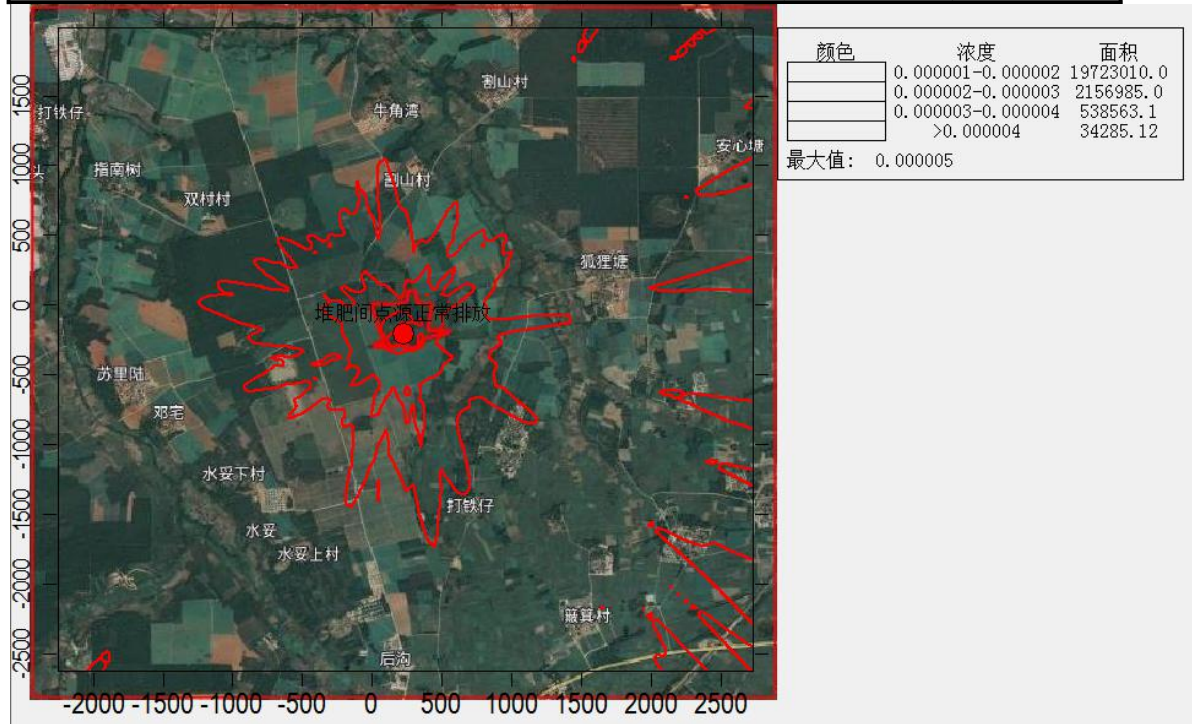 颜色 浓度 面积
0.000001-0.000002 19723010.0
0.000002-0.000003 2156985.0
0.000003-0.000004 538563.1
>0.000004 34285.12
最大值: 0.000005
割山村
牛角湾
打铁仔
安心塘
头
指南树
割山村
双村村
狐狸塘
堆肥间点源正常排放
苏里陆
邓宅
水妥下村
打铁仔
水妥
水妥上村
簸箕村
后沟
1500
1000
500
0
-500
-1000
-1500
-2000
-2500
-2000 -1500 -1000 -500 0 500 1000 1500 2000 2500